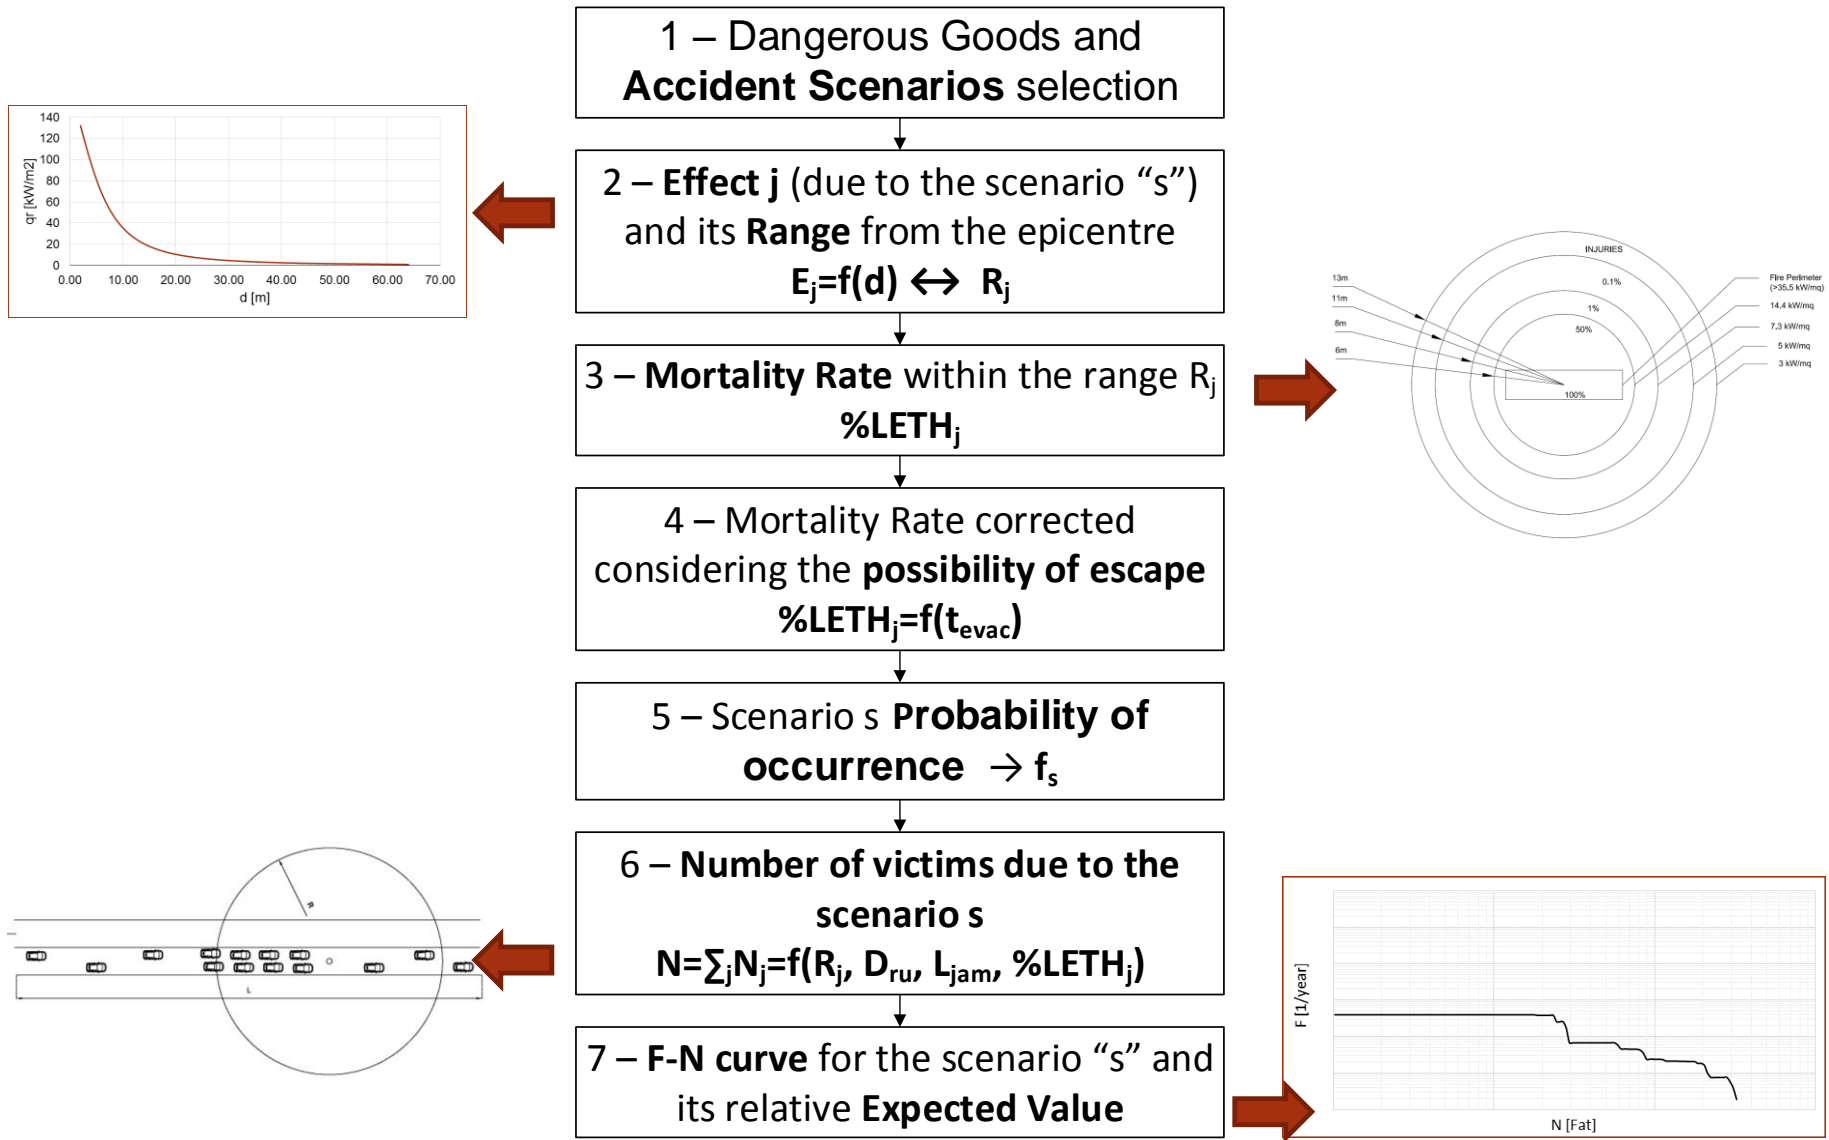 1 – Dangerous Goods and
Accident Scenarios selection
2 – Effect j (due to the scenario “s”)
and its Range from the epicentre
Ej=f(d) ↔ Rj
3 – Mortality Rate within the range Rj
%LETHj
4 – Mortality Rate corrected
considering the possibility of escape
%LETHj=f(tevac)
5 – Scenario s Probability of
occurrence → fs
6 – Number of victims due to the
scenario s
N=∑jNj=f(Rj, Dru, Ljam, %LETHj)
7 – F-N curve for the scenario “s” and
its relative Expected Value
qr [kW/m2]
140
120
100
80
60
40
20
0
0.00 10.00 20.00 30.00 40.00 50.00 60.00 70.00
d [m]
INJURIES
0.1%
1%
50%
100%
13m
11m
8m
6m
Fire Perimeter
(>35,5 kW/mq)
14,4 kW/mq
7,3 kW/mq
5 kW/mq
3 kW/mq
R
L
F [1/year]
N [Fat]